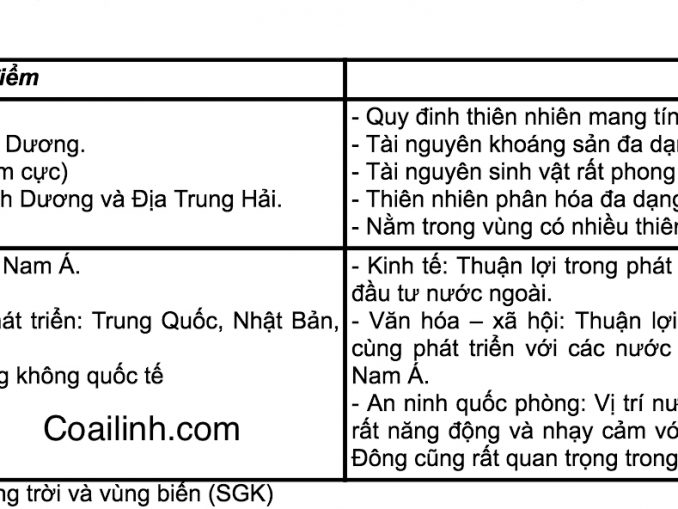 iểm
Dương.
m cực)
h Dương và Địa Trung Hải.
- Quy đinh thiên nhiên mang tín
- Tài nguyên khoáng sản đa dạn
- Tài nguyên sinh vật rất phong
- Thiên nhiên phân hóa đa dạng
- Nằm trong vùng có nhiều thiên
Nam Á.
át triển: Trung Quốc, Nhật Bản,
g không quốc tế
Coailinh.com
- Kinh tế: Thuận lợi trong phát
đầu tư nước ngoài.
- Văn hóa – xã hội: Thuận lợi
cùng phát triển với các nước
Nam Á.
- An ninh quốc phòng: Vị trí nư
rất năng động và nhạy cảm vớ
Đông cũng rất quan trọng trong
ng trời và vùng biển (SGK)